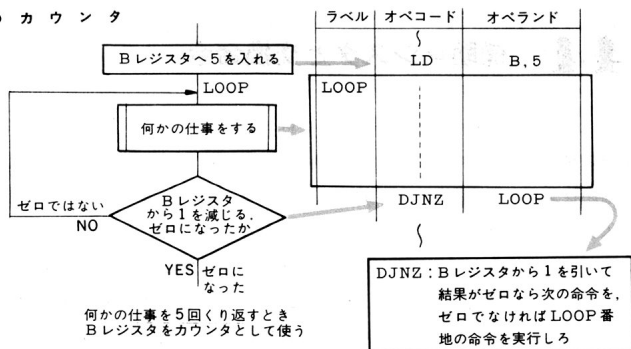 カウンタ
ラベル オペコード オペランド
Bレジスタへ5を入れる
LD B,5
LOOP
LOOP
何かの仕事をする
ゼロではない
NO
Bレジスタ
から1を減じる.
ゼロになったか
DJNZ LOOP
YES ゼロに
なった
何かの仕事を5回くり返すとき
Bレジスタをカウンタとして使う
DJNZ:Bレジスタから1を引いて
結果がゼロなら次の命令を,
ゼロでなければLOOP番
地の命令を実行しろ